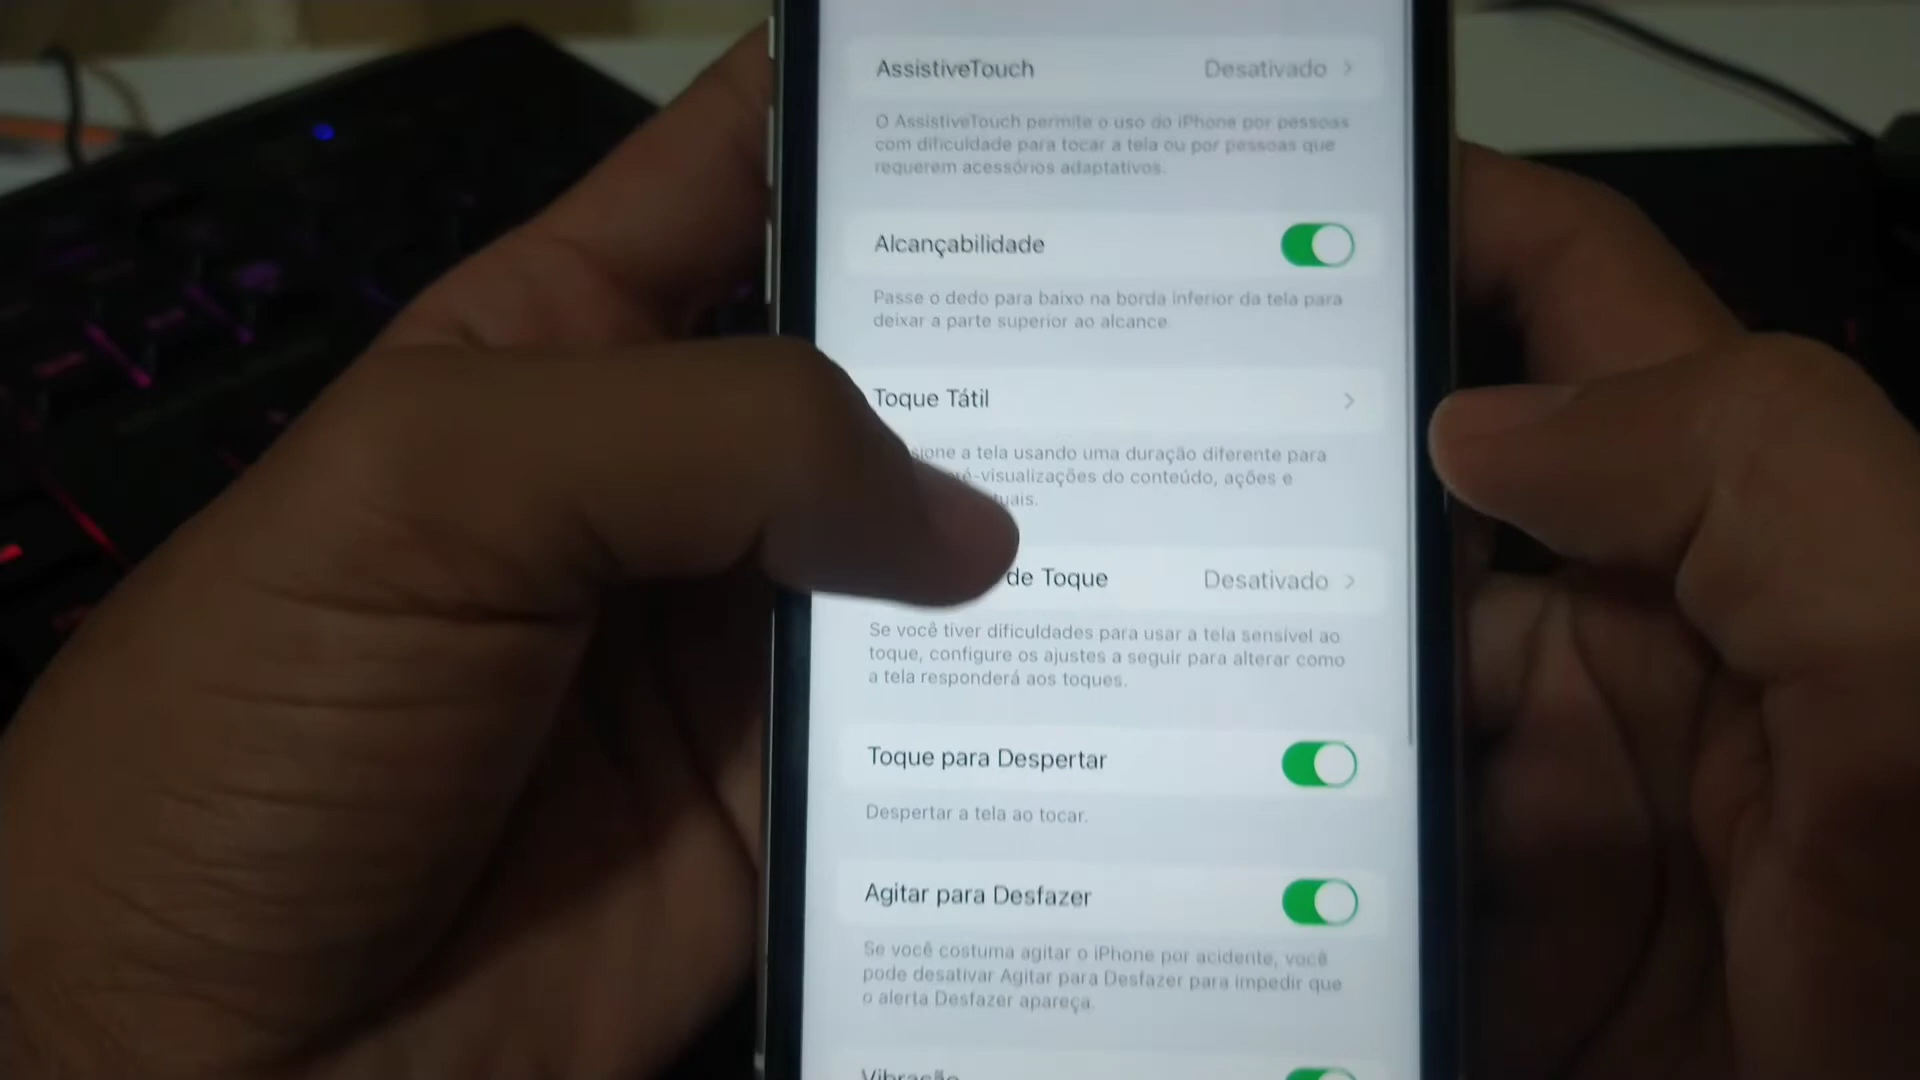 AssistiveTouch Desativado
O AssistiveTouch permite o uso do iPhone por pessoas
com dificuldade para tocar a tela ou por pessoas que
requerem acessórios adaptativos.
Alcançabilidade
Passe o dedo para baixo na borda inferior da tela para
deixar a parte superior ao alcance.
Toque Tátil
a tela usando uma duração diferente para
-visualizações do conteúdo, ações e
de Toque Desativado
Se você tiver dificuldades para usar a tela sensível ao
toque, configure os ajustes a seguir para alterar como
a tela responderá aos toques.
Toque para Despertar
Despertar a tela ao tocar.
Agitar para Desfazer
Se você costuma agitar o iPhone por acidente, você
pode desativar Agitar para Desfazer para impedir que
o alerta Desfazer apareça.
Vibração